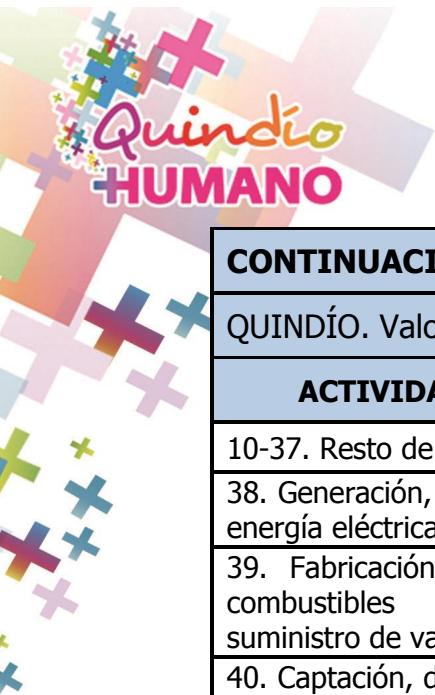 Quindío
HUMANO
CONTINUACI
QUINDÍO. Valo
ACTIVIDA
10-37. Resto de
38. Generación,
energía eléctrica
39. Fabricación
combustibles
suministro de va
40. Captación, d